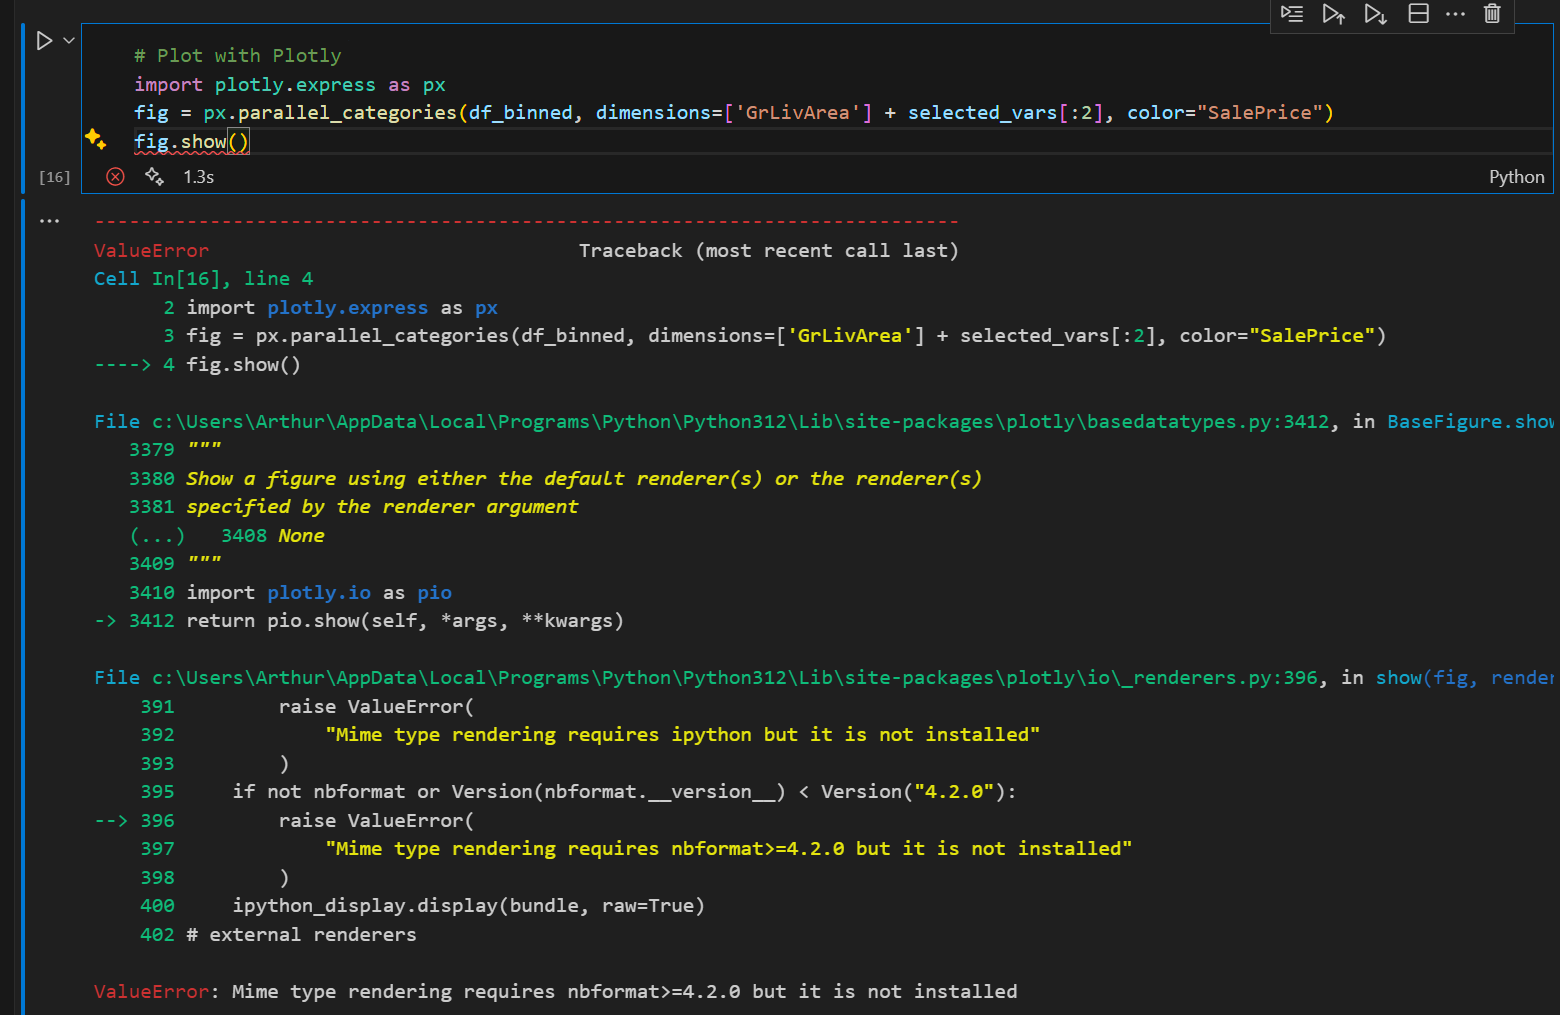 # Plot with Plotly
import plotly.express as px
fig = px.parallel_categories(df_binned, dimensions=['GrLivArea'] + selected_vars[:2], color="SalePrice")
fig.show()
[16] 1.3s Python
---------------------------------------------------------------------------
ValueError                                Traceback (most recent call last)
Cell In[16], line 4
      2 import plotly.express as px
      3 fig = px.parallel_categories(df_binned, dimensions=['GrLivArea'] + selected_vars[:2], color="SalePrice")
----> 4 fig.show()
File c:\Users\Arthur\AppData\Local\Programs\Python\Python312\Lib\site-packages\plotly\basedatatypes.py:3412, in BaseFigure.show
   3379 """
   3380 Show a figure using either the default renderer(s) or the renderer(s)
   3381 specified by the renderer argument
   (...)   3408 None
   3409 """
   3410 import plotly.io as pio
-> 3412 return pio.show(self, *args, **kwargs)
File c:\Users\Arthur\AppData\Local\Programs\Python\Python312\Lib\site-packages\plotly\io\_renderers.py:396, in show(fig, render
    391         raise ValueError(
    392             "Mime type rendering requires ipython but it is not installed"
    393         )
    395     if not nbformat or Version(nbformat.__version__) < Version("4.2.0"):
--> 396         raise ValueError(
    397             "Mime type rendering requires nbformat>=4.2.0 but it is not installed"
    398         )
    400     ipython_display.display(bundle, raw=True)
    402 # external renderers
ValueError: Mime type rendering requires nbformat>=4.2.0 but it is not installed